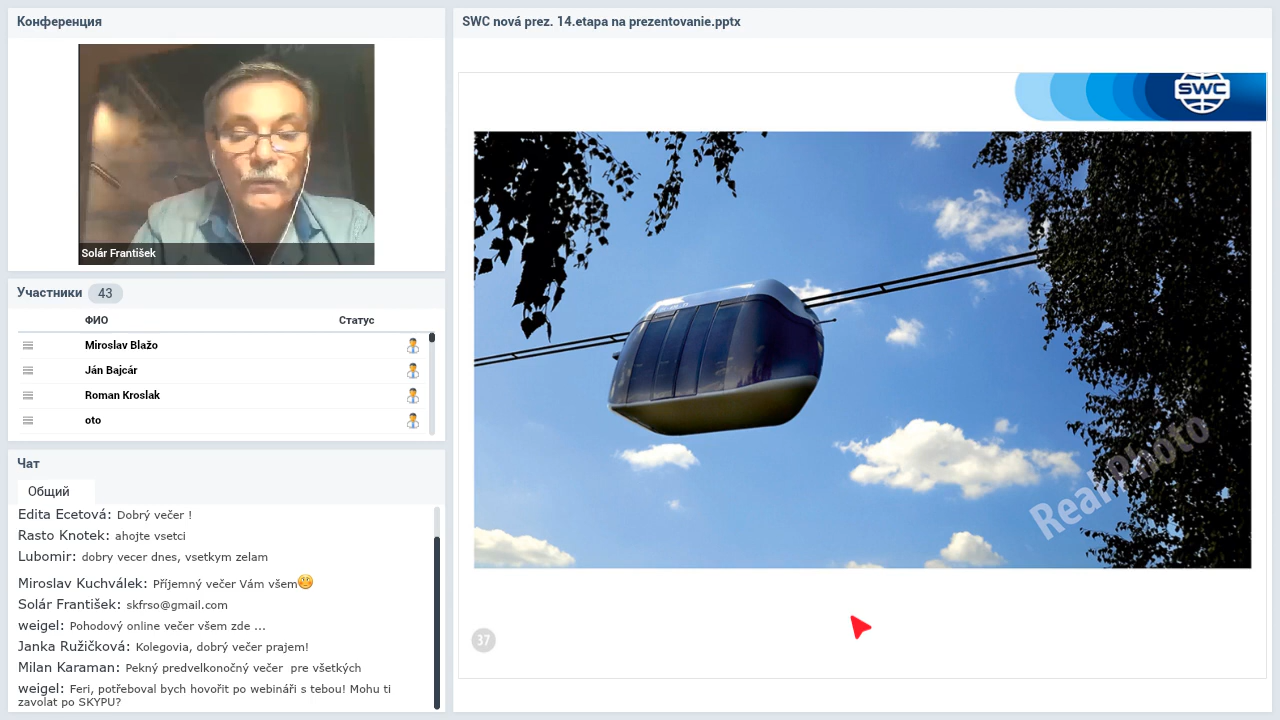 Конференция
Solár František
Участники 43
ФИО Статус
Miroslav Blažo
Ján Bajcár
Roman Kroslak
oto
Чат
Общий
Edita Ecetová: Dobrý večer !
Rasto Knotek: ahojte vsetci
Lubomir: dobry vecer dnes, vsetkym zelam
Miroslav Kuchválek: Příjemný večer Vám všem
Solár František: skfrso@gmail.com
weigel: Pohodový online večer všem zde ...
Janka Ružičková: Kolegovia, dobrý večer prajem!
Milan Karaman: Pekný predvelkonočný večer pre všetkých
weigel: Feri, potřeboval bych hovořit po webináři s tebou! Mohu ti
zavolat po SKYPU?
SWC nová prez. 14.etapa na prezentovanie.pptx
SWC
Real Photo
37